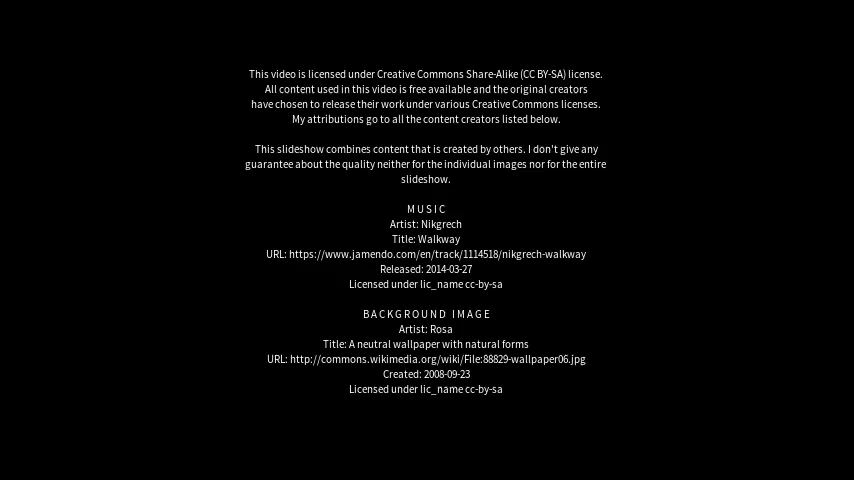 This video is licensed under Creative Commons Share-Alike (CC BY-SA) license.
All content used in this video is free available and the original creators
have chosen to release their work under various Creative Commons licenses.
My attributions go to all the content creators listed below.
This slideshow combines content that is created by others. I don't give any
guarantee about the quality neither for the individual images nor for the entire
slideshow.
MUSIC
Artist: Nikgrech
Title: Walkway
URL: https://www.jamendo.com/en/track/1114518/nikgrech-walkway
Released: 2014-03-27
Licensed under lic_name cc-by-sa
BACKGROUND IMAGE
Artist: Rosa
Title: A neutral wallpaper with natural forms
URL: http://commons.wikimedia.org/wiki/File:88829-wallpaper06.jpg
Created: 2008-09-23
Licensed under lic_name cc-by-sa